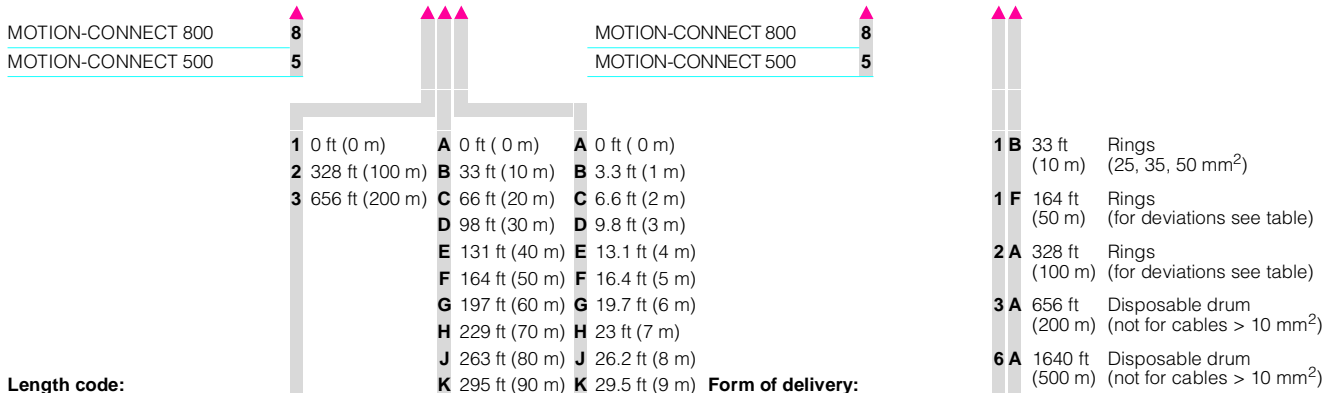 MOTION-CONNECT 800 8 MOTION-CONNECT 800 8
MOTION-CONNECT 500 5 MOTION-CONNECT 500 5
1 0 ft (0 m) A 0 ft ( 0 m) A 0 ft ( 0 m) 1 B 33 ft Rings
(10 m) (25, 35, 50 mm²)
2 328 ft (100 m) B 33 ft (10 m) B 3.3 ft (1 m)
3 656 ft (200 m) C 66 ft (20 m) C 6.6 ft (2 m) 1 F 164 ft Rings
(50 m) (for deviations see table)
D 98 ft (30 m) D 9.8 ft (3 m)
E 131 ft (40 m) E 13.1 ft (4 m) 2 A 328 ft Rings
(100 m) (for deviations see table)
F 164 ft (50 m) F 16.4 ft (5 m)
G 197 ft (60 m) G 19.7 ft (6 m) 3 A 656 ft Disposable drum
(200 m) (not for cables > 10 mm²)
H 229 ft (70 m) H 23 ft (7 m)
J 263 ft (80 m) J 26.2 ft (8 m) 6 A 1640 ft Disposable drum
(500 m) (not for cables > 10 mm²)
Length code: K 295 ft (90 m) K 29.5 ft (9 m) Form of delivery: